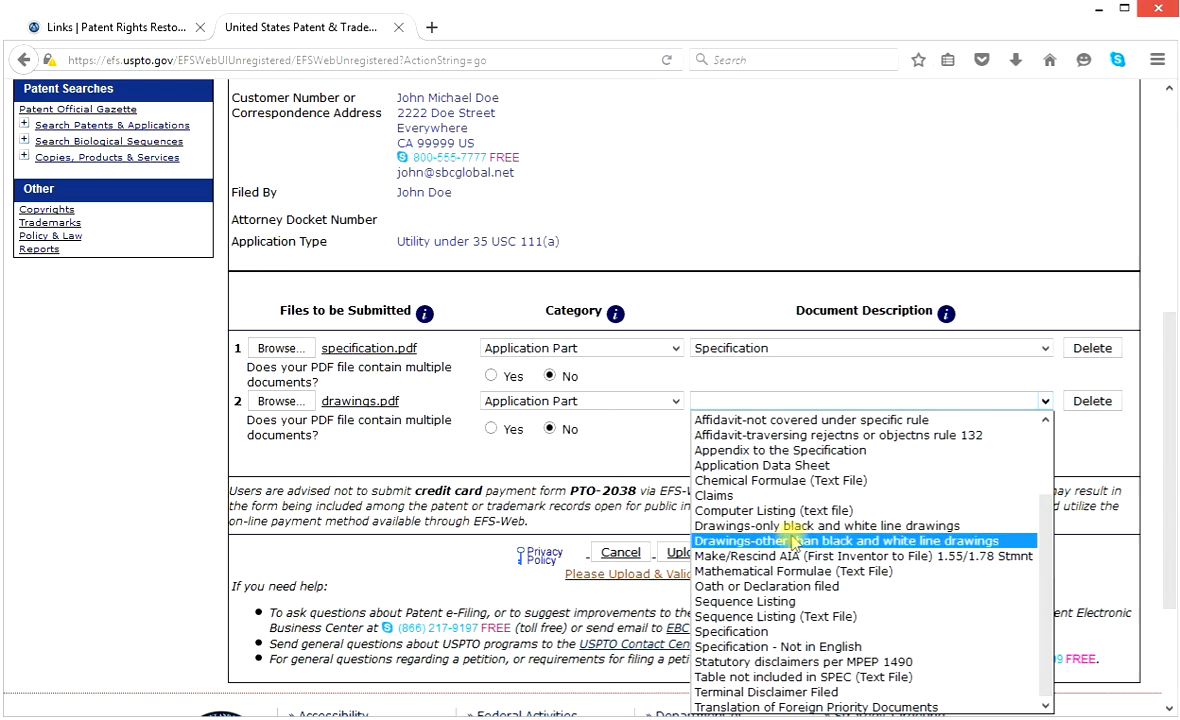 Links | Patent Rights Resto...
United States Patent & Trade...
https://efs.uspto.gov/EFSWebUIUnregistered/EFSWebUnregistered?ActionString=go
Search
Patent Searches
Patent Official Gazette
Search Patents & Applications
Search Biological Sequences
Copies, Products & Services
Other
Copyrights
Trademarks
Policy & Law
Reports
Customer Number or
Correspondence Address
John Michael Doe
2222 Doe Street
Everywhere
CA 99999 US
800-555-7777 FREE
john@sbcglobal.net
Filed By John Doe
Attorney Docket Number
Application Type Utility under 35 USC 111(a)
Files to be Submitted i Category i Document Description i
1 Browse... specification.pdf Application Part Specification Delete
Does your PDF file contain multiple
documents?
Yes No
2 Browse... drawings.pdf Application Part Delete
Does your PDF file contain multiple
documents?
Yes No
Affidavit-not covered under specific rule
Affidavit-traversing rejectns or objectns rule 132
Appendix to the Specification
Application Data Sheet
Chemical Formulae (Text File)
Claims
Computer Listing (text file)
Drawings-only black and white line drawings
Drawings-other than black and white line drawings
Make/Rescind AIA (First Inventor to File) 1.55/1.78 Stmnt
Mathematical Formulae (Text File)
Oath or Declaration filed
Sequence Listing
Sequence Listing (Text File)
Specification
Specification - Not in English
Statutory disclaimers per MPEP 1490
Table not included in SPEC (Text File)
Terminal Disclaimer Filed
Translation of Foreign Priority Documents
Users are advised not to submit credit card payment form PTO-2038 via EFS-W may result in
the form being included among the patent or trademark records open for public in d utilize the
on-line payment method available through EFS-Web.
Privacy
Policy
Cancel
Uplo
Please Upload & Valid
If you need help:
To ask questions about Patent e-Filing, or to suggest improvements to the ent Electronic
Business Center at (866) 217-9197 FREE (toll free) or send email to EBC
Send general questions about USPTO programs to the USPTO Contact Cen
For general questions regarding a petition, or requirements for filing a peti 9 FREE.
» Accessibility » Federal Activities